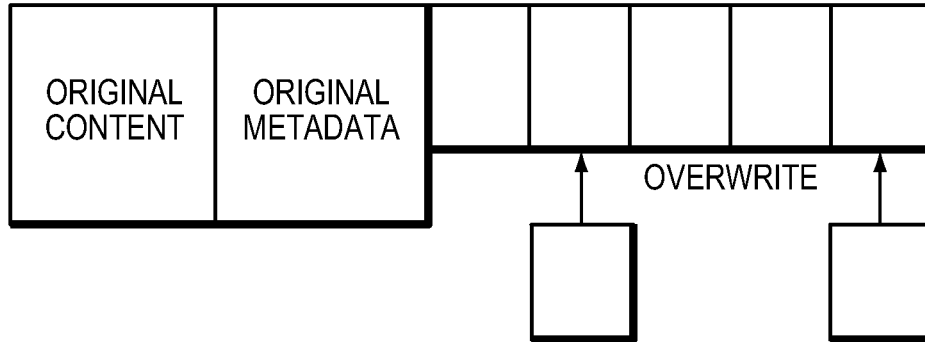 ORIGINAL
CONTENT
ORIGINAL
METADATA
OVERWRITE